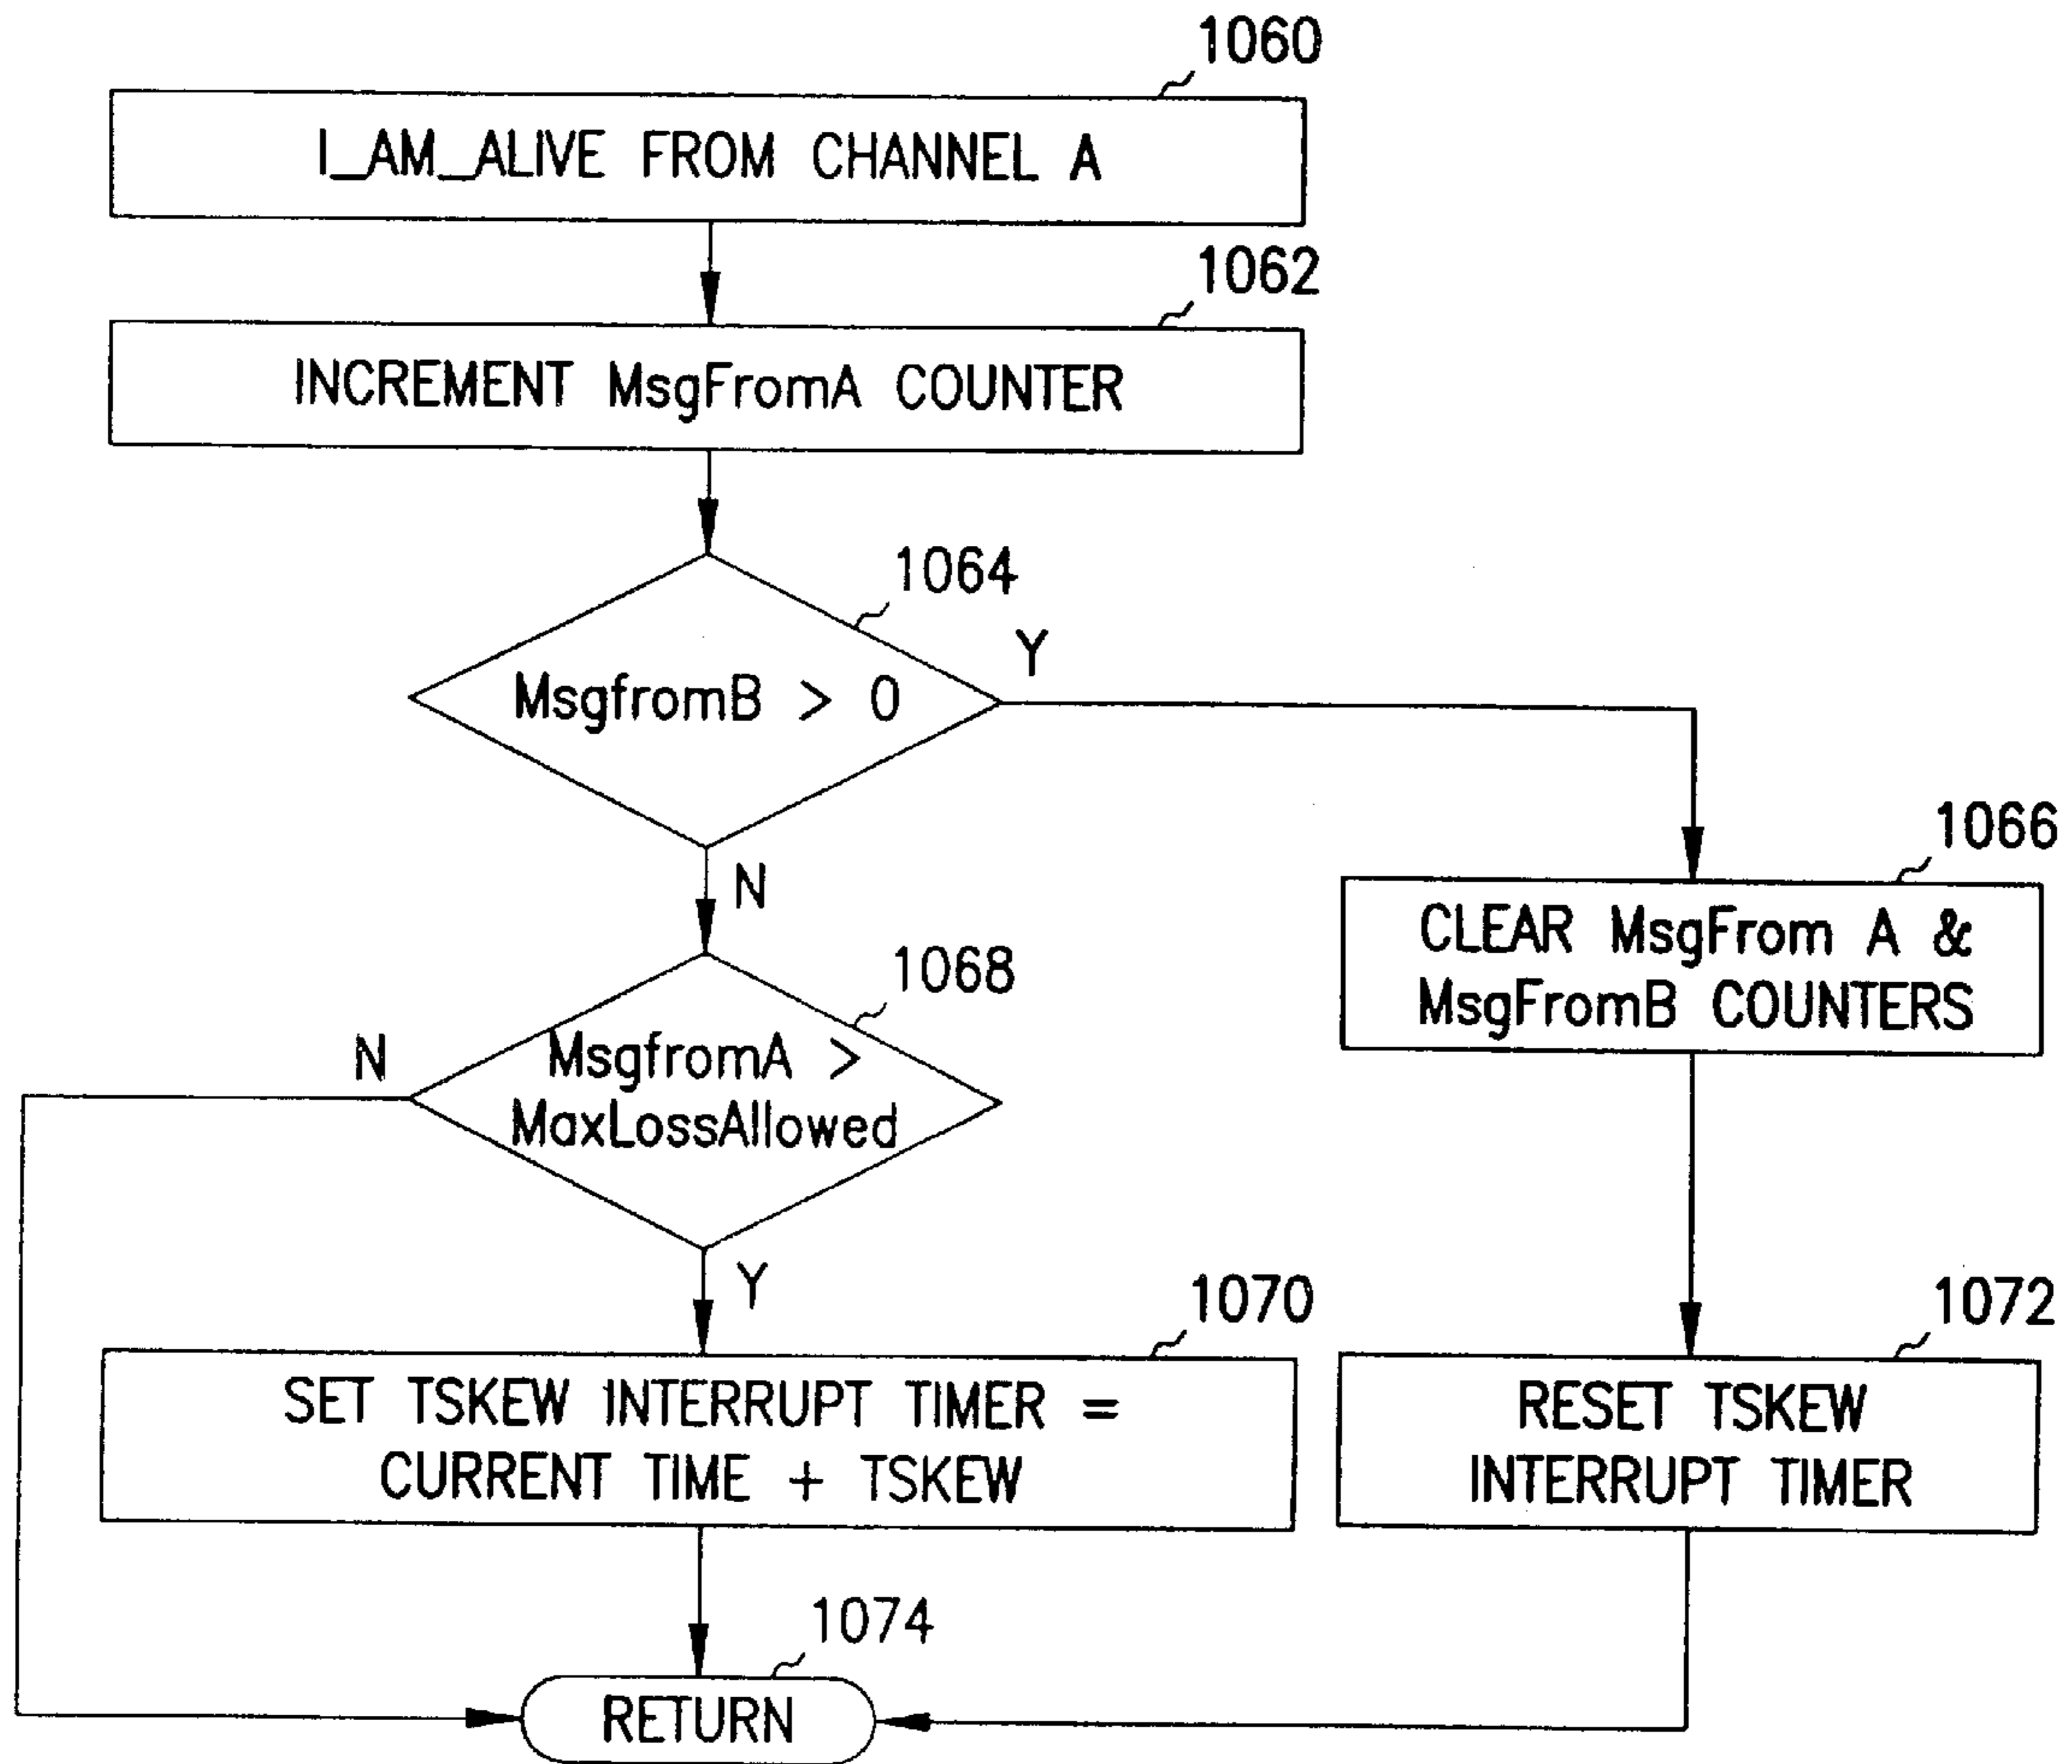 1060
I_AM_ALIVE FROM CHANNEL A
1062
INCREMENT MsgFromA COUNTER
1064
MsgfromB > 0
Y
N
1066
CLEAR MsgFrom A &
MsgFromB COUNTERS
1068
MsgfromA >
MaxLossAllowed
N
Y
1070
SET TSKEW INTERRUPT TIMER =
CURRENT TIME + TSKEW
1072
RESET TSKEW
INTERRUPT TIMER
1074
RETURN